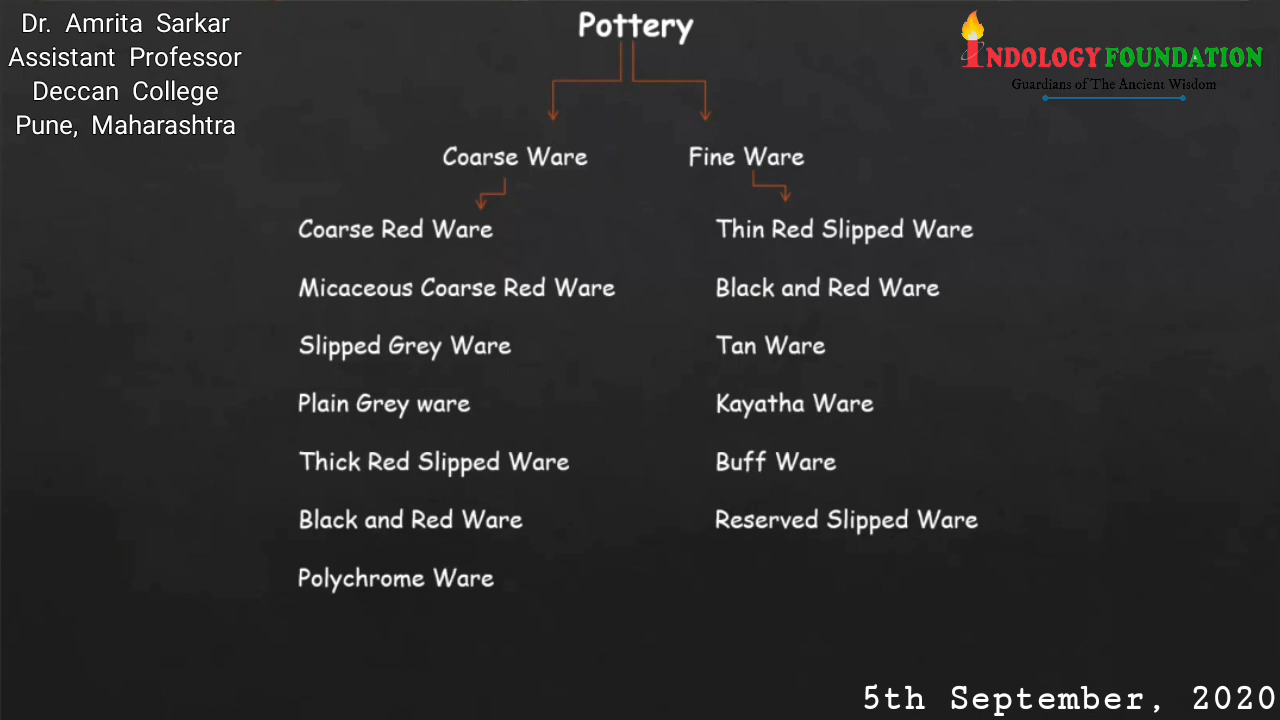 Dr. Amrita Sarkar
Assistant Professor
Deccan College
Pune, Maharashtra
Pottery
INDOLOGY FOUNDATION
Guardians of The Ancient Wisdom
Coarse Ware
Fine Ware
Coarse Red Ware
Micaceous Coarse Red Ware
Slipped Grey Ware
Plain Grey ware
Thick Red Slipped Ware
Black and Red Ware
Polychrome Ware
Thin Red Slipped Ware
Black and Red Ware
Tan Ware
Kayatha Ware
Buff Ware
Reserved Slipped Ware
5th September, 2020